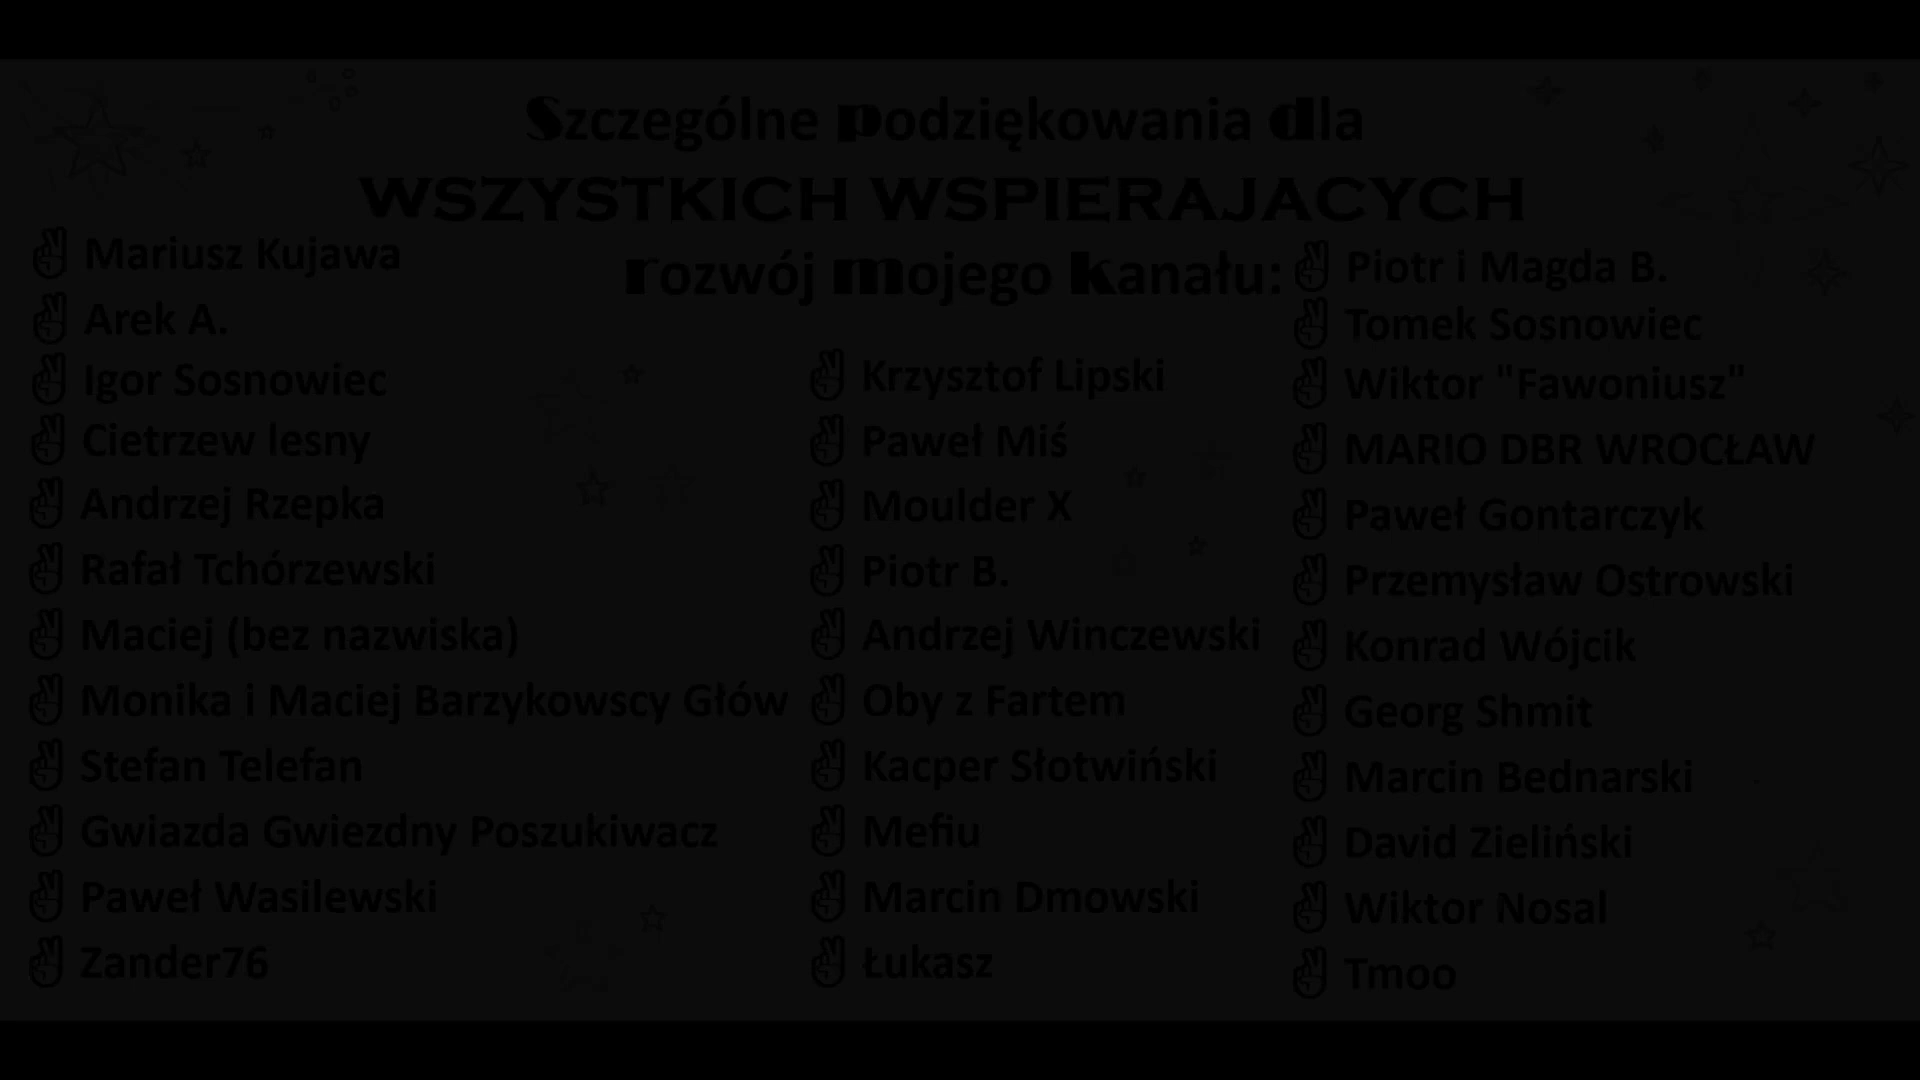 Szczególne podziękowania dla
WSZYSTKICH WSPIERAJACYCH
rozwój mojego kanału:
Mariusz Kujawa
Arek A.
Igor Sosnowiec
Cietrzew lesny
Andrzej Rzepka
Rafał Tchórzewski
Maciej (bez nazwiska)
Monika i Maciej Barzykowscy Głów
Stefan Telefan
Gwiazda Gwiezdny Poszukiwacz
Paweł Wasilewski
Zander76
Krzysztof Lipski
Paweł Miś
Moulder X
Piotr B.
Andrzej Winczewski
Oby z Fartem
Kacper Słotwiński
Mefiu
Marcin Dmowski
Łukasz
Piotr i Magda B.
Tomek Sosnowiec
Wiktor "Fawoniusz"
MARIO DBR WROCŁAW
Paweł Gontarczyk
Przemysław Ostrowski
Konrad Wójcik
Georg Shmit
Marcin Bednarski
David Zieliński
Wiktor Nosal
Tmoo